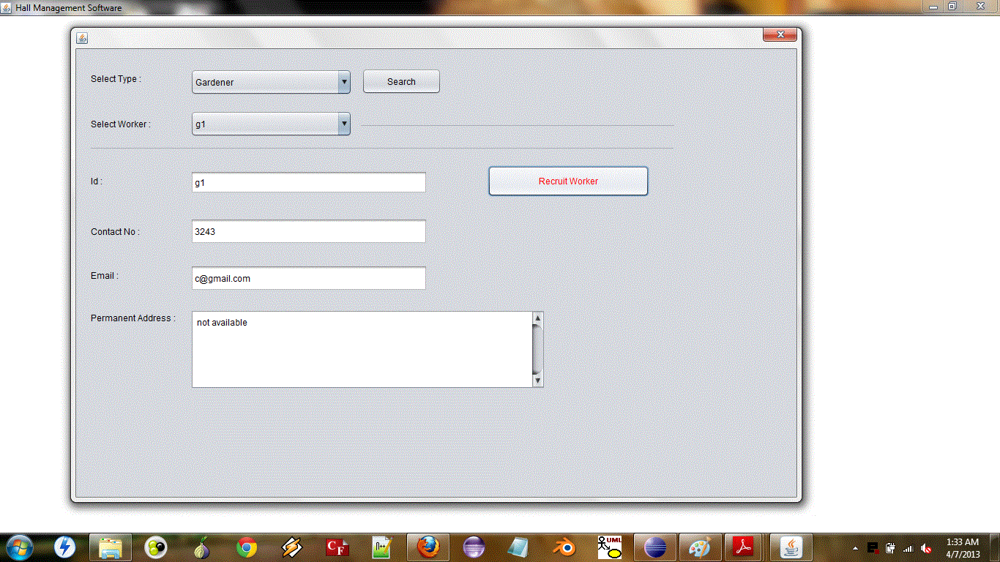 Hall Management Software
Select Type :
Gardener
Search
Select Worker :
g1
Id :
g1
Recruit Worker
Contact No :
3243
Email :
c@gmail.com
Permanent Address :
not available
CF
UML
1:33 AM
4/7/2013